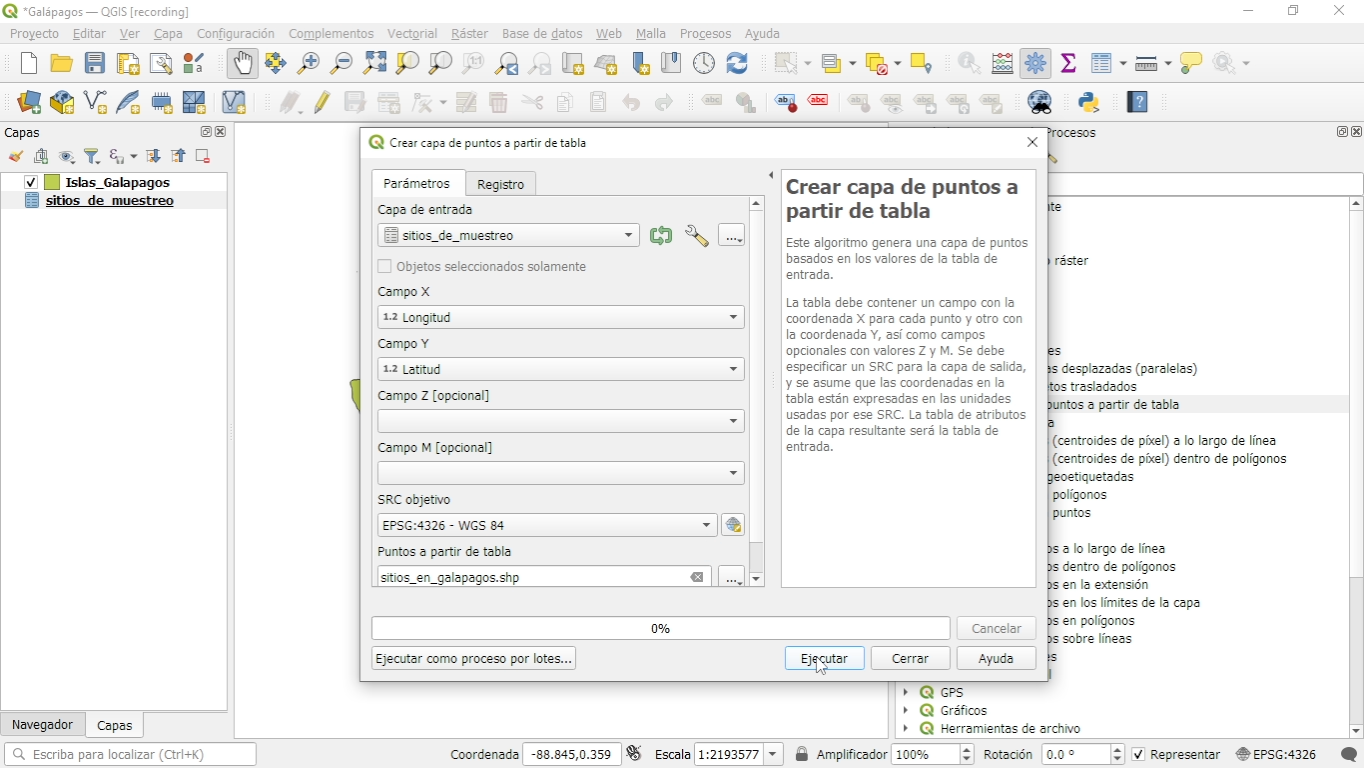 *Galápagos — QGIS [recording]
Proyecto Editar Ver Capa Configuración Complementos Vectorial Ráster Base de datos Web Malla Procesos Ayuda
Capas
Islas_Galapagos
sitios_de_muestreo
Navegador Capas
Crear capa de puntos a partir de tabla
Parámetros Registro
Capa de entrada
sitios_de_muestreo
Objetos seleccionados solamente
Campo X
1.2 Longitud
Campo Y
1.2 Latitud
Campo Z [opcional]
Campo M [opcional]
SRC objetivo
EPSG:4326 - WGS 84
Puntos a partir de tabla
sitios_en_galapagos.shp
Crear capa de puntos a
partir de tabla
Este algoritmo genera una capa de puntos
basados en los valores de la tabla de
entrada.
La tabla debe contener un campo con la
coordenada X para cada punto y otro con
la coordenada Y, así como campos
opcionales con valores Z y M. Se debe
especificar un SRC para la capa de salida,
y se asume que las coordenadas en la
tabla están expresadas en las unidades
usadas por ese SRC. La tabla de atributos
de la capa resultante será la tabla de
entrada.
0%
Cancelar
Ejecutar como proceso por lotes...
Ejecutar
Cerrar
Ayuda
Procesos
te
ráster
es
s desplazadas (paralelas)
tos trasladados
puntos a partir de tabla
a
(centroides de píxel) a lo largo de línea
(centroides de píxel) dentro de polígonos
geoetiquetadas
polígonos
puntos
os a lo largo de línea
os dentro de polígonos
os en la extensión
os en los límites de la capa
os en polígonos
os sobre líneas
es
GPS
Gráficos
Herramientas de archivo
Escriba para localizar (Ctrl+K)
Coordenada -88.845,0.359 Escala 1:2193577 Amplificador 100% Rotación 0.0 ° Representar EPSG:4326